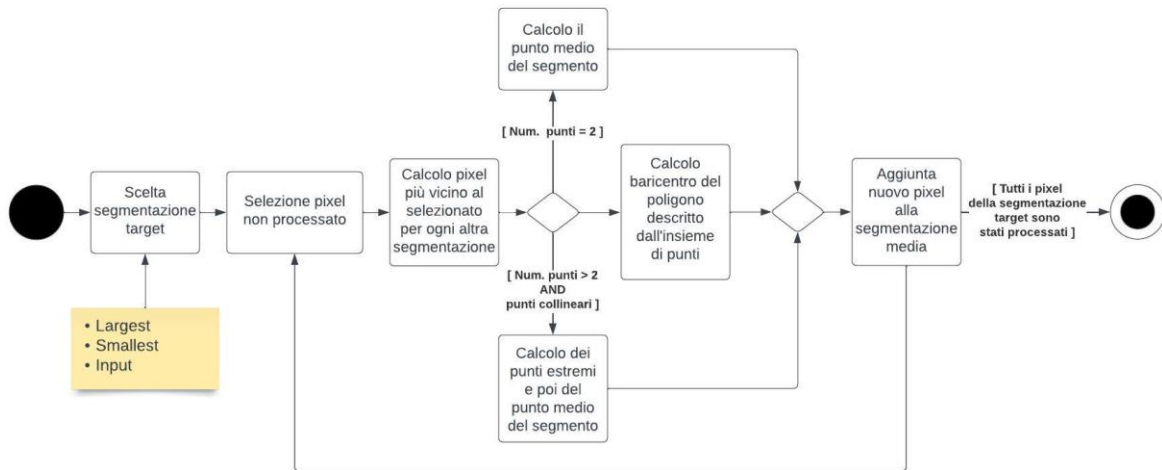 Scelta
segmentazione
target
• Largest
• Smallest
• Input
Selezione pixel
non processato
Calcolo pixel
più vicino al
selezionato
per ogni altra
segmentazione
[ Num. punti = 2 ]
Calcolo il
punto medio
del segmento
Calcolo
baricentro del
poligono
descritto
dall'insieme
di punti
[ Num. punti > 2
AND
punti collineari ]
Calcolo dei
punti estremi
e poi del
punto medio
del segmento
Aggiunta
nuovo pixel
alla
segmentazione
media
[ Tutti i pixel
della segmentazione
target sono
stati processati ]